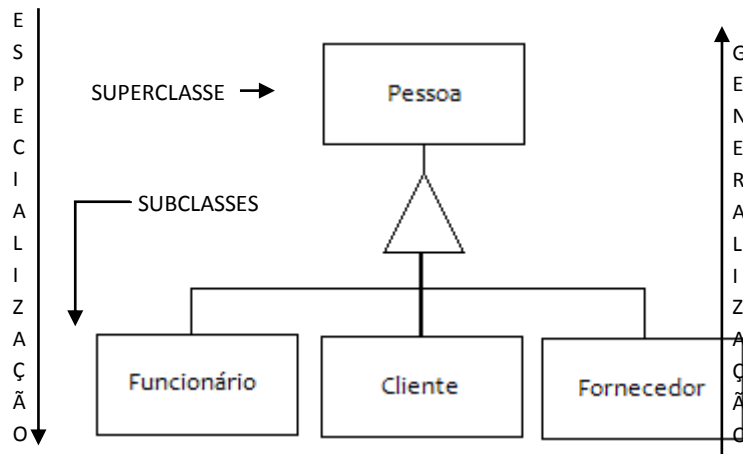 ESPECIALIZAÇÃO
SUPERCLASSE
Pessoa
SUBCLASSES
Funcionário
Cliente
Fornecedor
GENERALIZAÇÃO